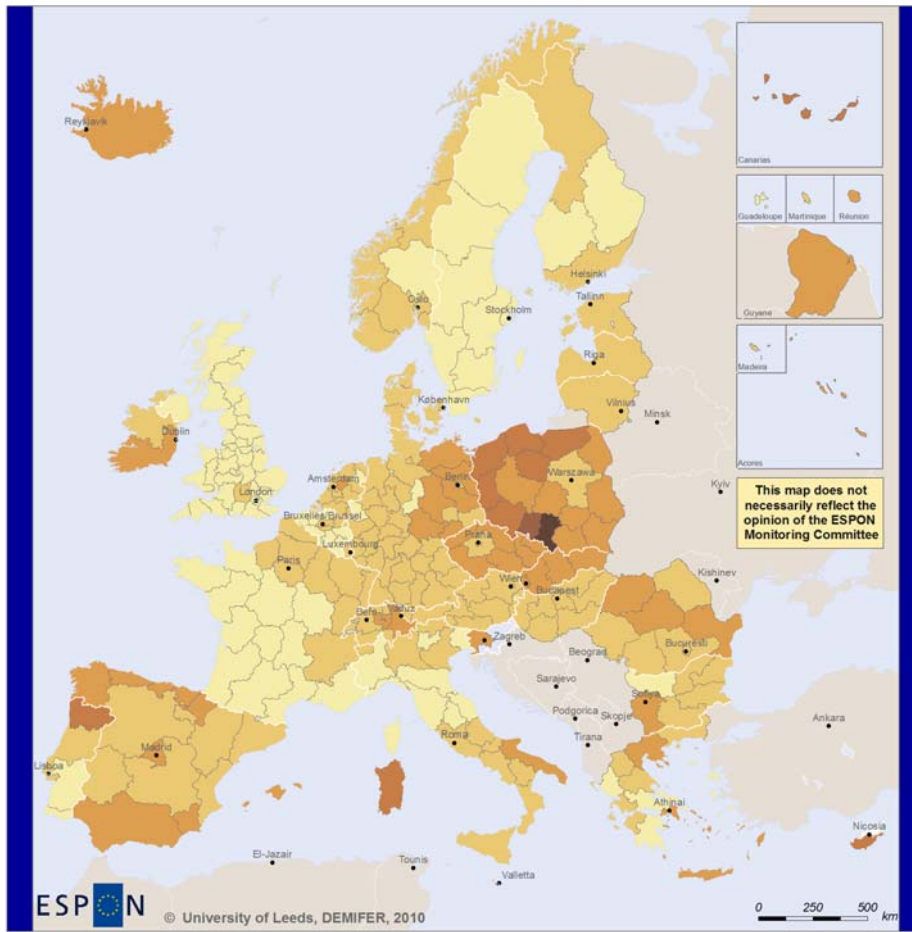 Reykjavik
Canarias
Guadeloupe
Martinique
Réunion
Guyane
Madeira
Acores
Helsinki
Oslo
Tallinn
Stockholm
Riga
København
Vilnius
Minsk
Dublin
Amsterdam
Berlin
Warszawa
London
Kyiv
Bruxelles/Brussel
This map does not
necessarily reflect the
opinion of the ESPON
Monitoring Committee
Praha
Luxembourg
Paris
Kishinev
Wien
Budapest
Bern
Vaduz
Zagreb
Bucuresti
Beograd
Sarajevo
Sofiya
Podgorica
Skopje
Ankara
Roma
Tirana
Madrid
Lisboa
Athinai
Nicosia
El-Jazair
Tounis
Valletta
ESPON
© University of Leeds, DEMIFER, 2010
0 250 500
km